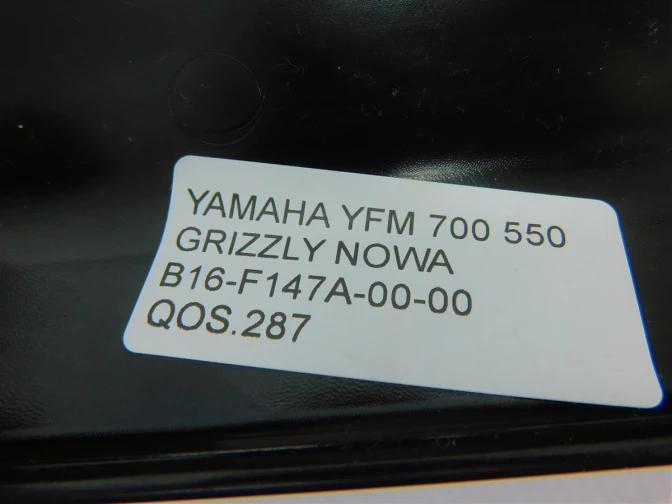 YAMAHA YFM 700 550
GRIZZLY NOWA
B16-F147A-00-00
QOS.287